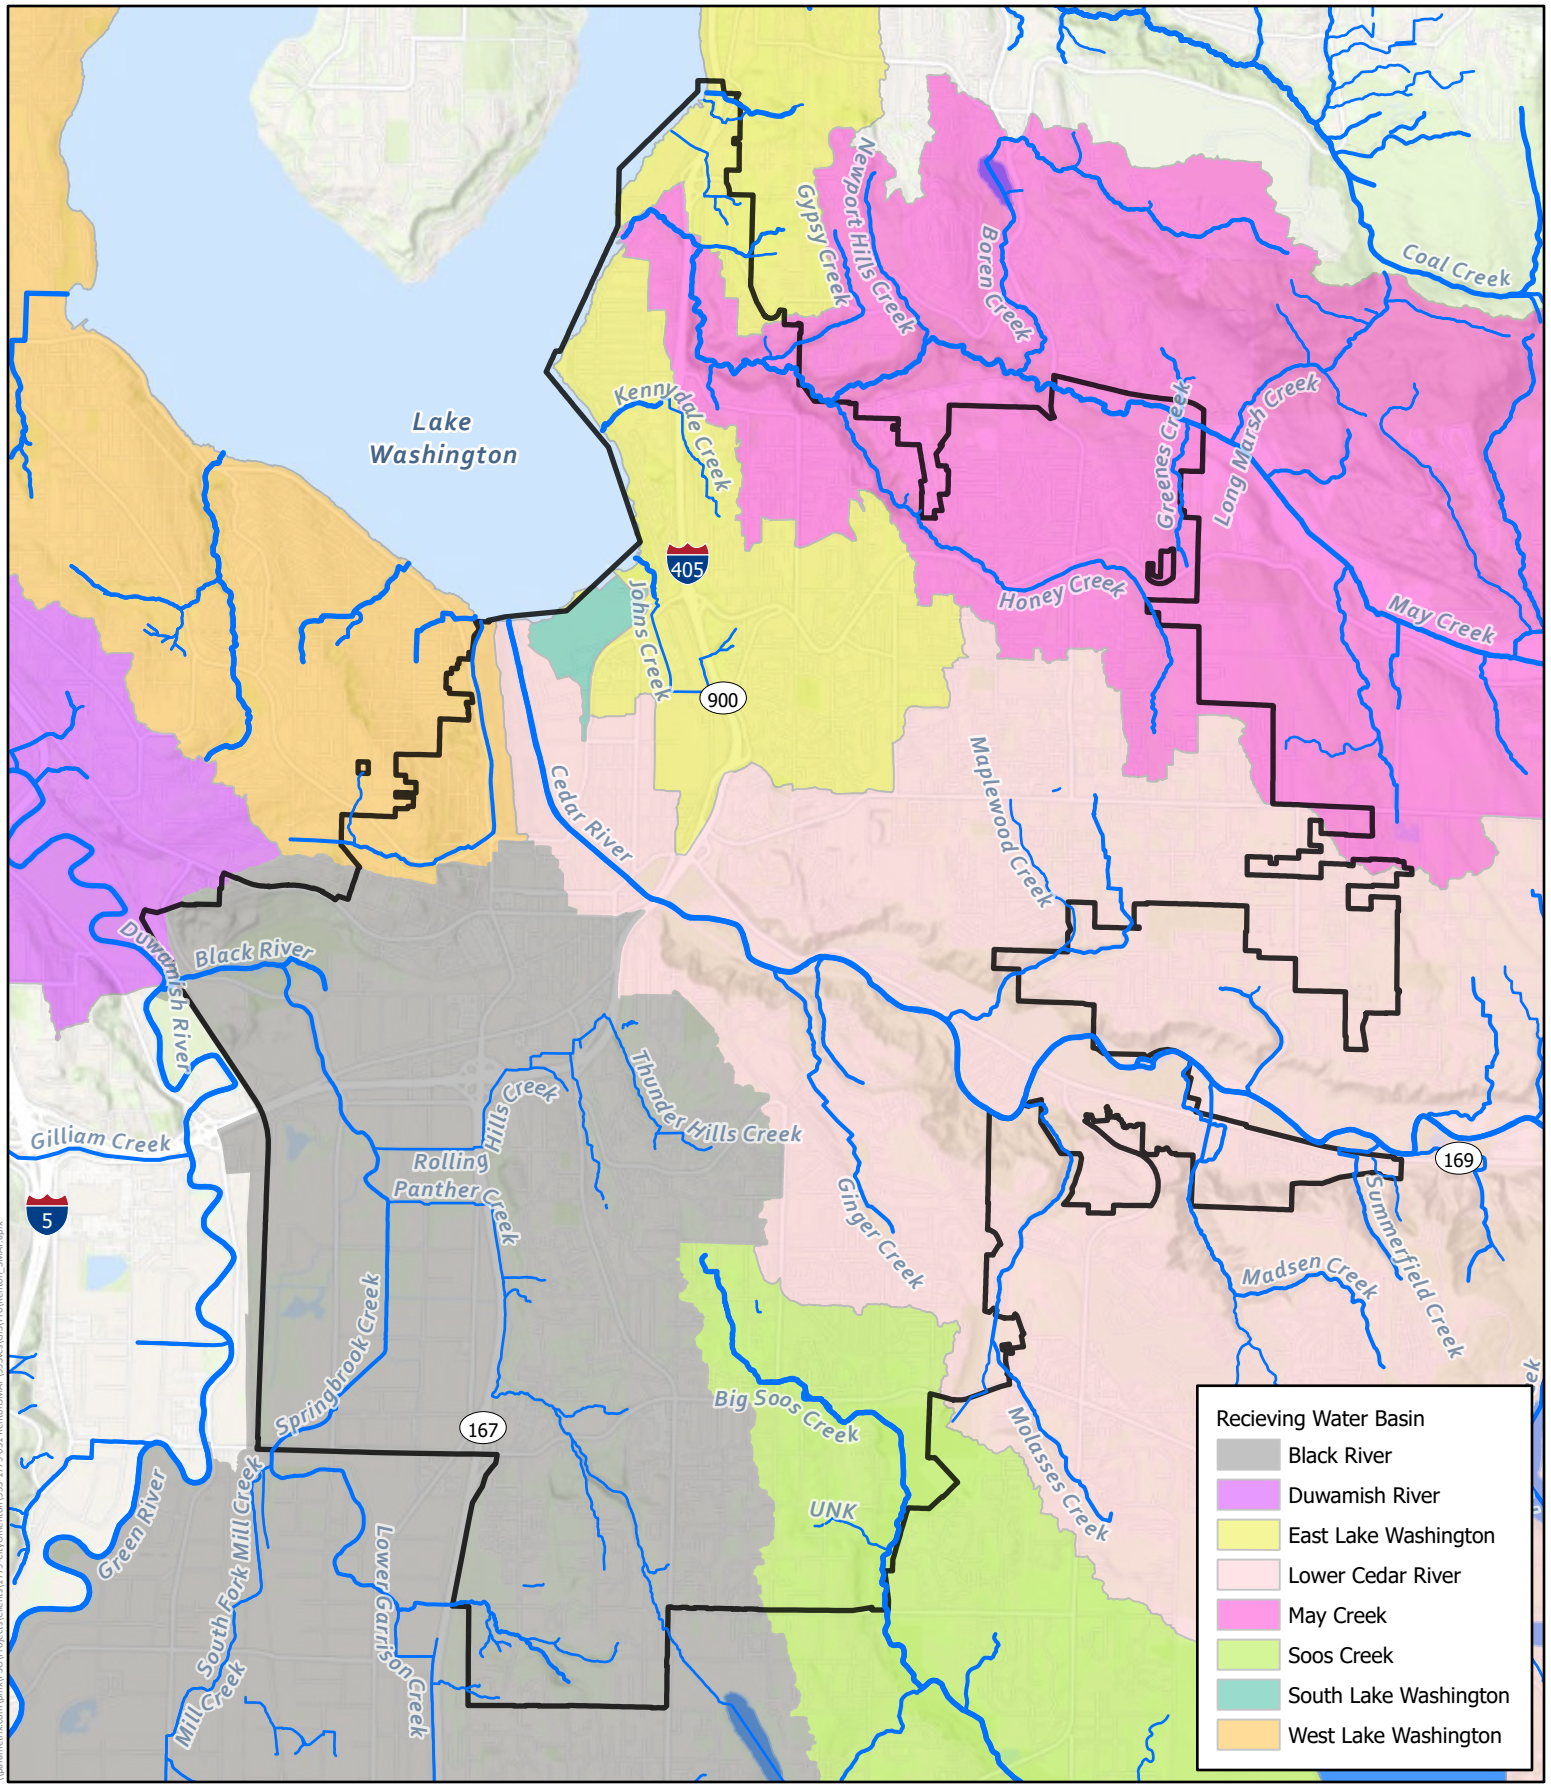 Newport Hills Creek
Gypsy Creek
Boren Creek
Coal Creek
Lake
Washington
Kennydale Creek
Greenes Creek
Long Marsh Creek
405
Johns Creek
Honey Creek
May Creek
900
Maplewood Creek
Cedar River
Duwamish River
Black River
Thunder Hills Creek
Gilliam Creek
Rolling
Hills Creek
Panther Creek
169
5
Ginger Creek
Summerfield Creek
Madsen Creek
Springbrook Creek
Big Soos Creek
167
Molasses Creek
UNK
Green River
South Fork Mill Creek
Lower Garrison Creek
Mill Creek
Recieving Water Basin
Black River
Duwamish River
East Lake Washington
Lower Cedar River
May Creek
Soos Creek
South Lake Washington
West Lake Washington